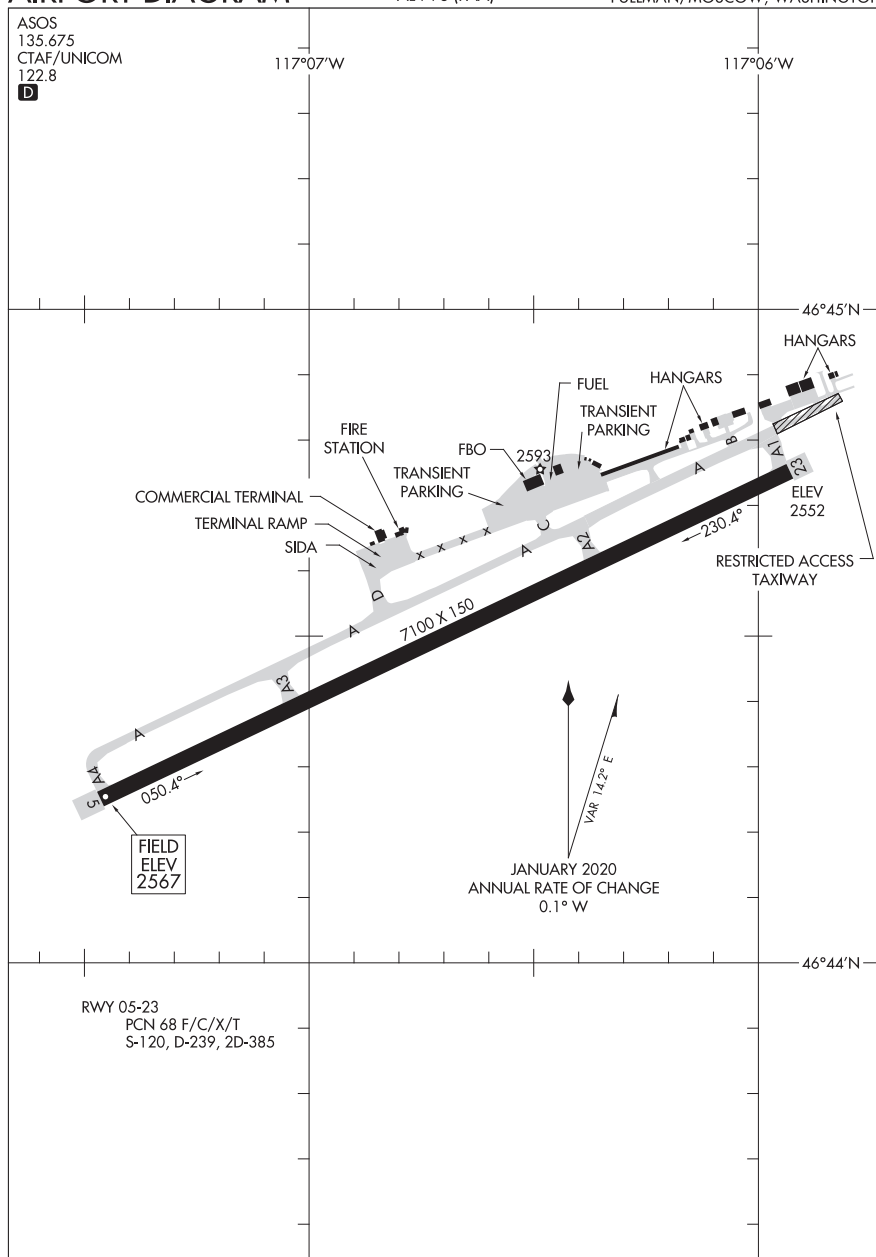 ASOS
135.675
CTAF/UNICOM
122.8
D
117°07'W
117°06'W
46°45'N
HANGARS
HANGARS
FUEL
TRANSIENT
PARKING
FIRE
STATION
FBO
2593
TRANSIENT
PARKING
COMMERCIAL TERMINAL
TERMINAL RAMP
SIDA
x x x x
B
A
A1
23
ELEV
2552
C
A
A2
230.4°
RESTRICTED ACCESS
TAXIWAY
D
A
7100 X 150
A3
A
A4
5
050.4°
FIELD
ELEV
2567
VAR 14.2° E
JANUARY 2020
ANNUAL RATE OF CHANGE
0.1° W
46°44'N
RWY 05-23
PCN 68 F/C/X/T
S-120, D-239, 2D-385